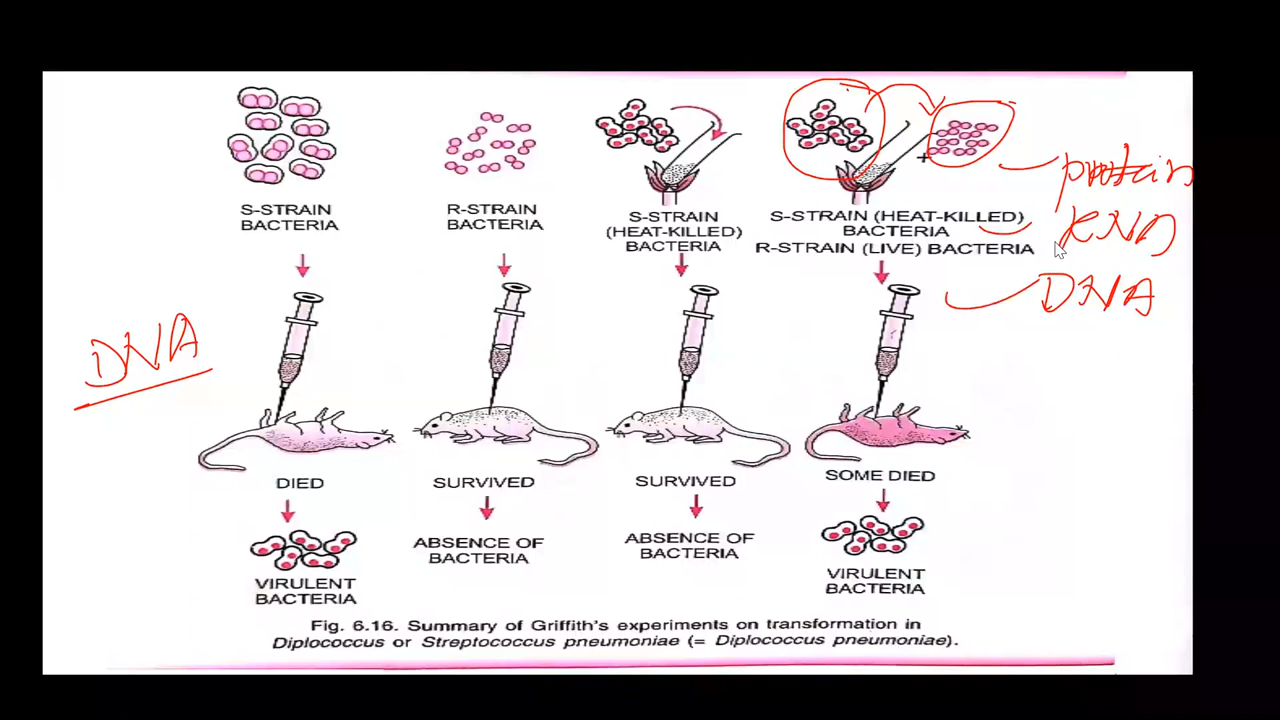 S-STRAIN
BACTERIA
R-STRAIN
BACTERIA
S-STRAIN
(HEAT-KILLED)
BACTERIA
S-STRAIN (HEAT-KILLED)
BACTERIA
R-STRAIN (LIVE) BACTERIA
+
protein
RNA
DNA
DNA
DIED
SURVIVED
SURVIVED
SOME DIED
VIRULENT
BACTERIA
ABSENCE OF
BACTERIA
ABSENCE OF
BACTERIA
VIRULENT
BACTERIA
Fig. 6.16. Summary of Griffith's experiments on transformation in
Diplococcus or Streptococcus pneumoniae (= Diplococcus pneumoniae).